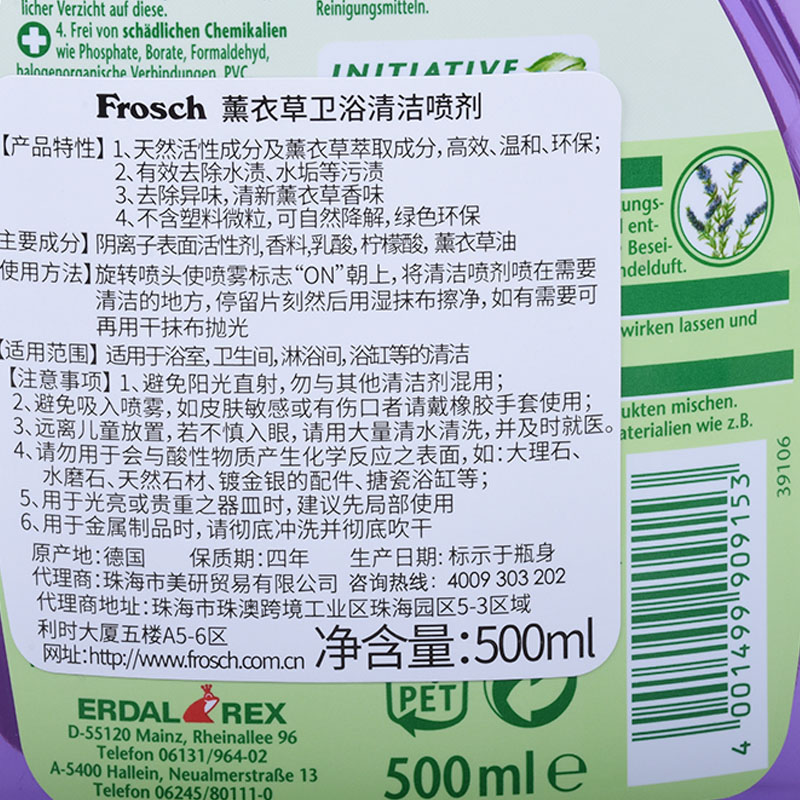 licher Verzicht auf diese.
Reinigungsmitteln.
4. Frei von schädlichen Chemikalien
wie Phosphate, Borate, Formaldehyd,
halogenorganische Verbindungen, PVC
INITIATIVE
Frosch 薰衣草卫浴清洁喷剂
【产品特性】1、天然活性成分及薰衣草萃取成分,高效、温和、环保;
2、有效去除水渍、水垢等污渍
3、去除异味,清新薰衣草香味
4、不含塑料微粒,可自然降解,绿色环保
主要成分】阴离子表面活性剂,香料,乳酸,柠檬酸, 薰衣草油
使用方法】旋转喷头使喷雾标志“ON”朝上,将清洁喷剂喷在需要
清洁的地方,停留片刻然后用湿抹布擦净,如有需要可
再用干抹布抛光
【适用范围】适用于浴室,卫生间,淋浴间,浴缸等的清洁
【注意事项】1、避免阳光直射,勿与其他清洁剂混用;
2、避免吸入喷雾,如皮肤敏感或有伤口者请戴橡胶手套使用;
3、远离儿童放置,若不慎入眼,请用大量清水清洗,并及时就医。
4、请勿用于会与酸性物质产生化学反应之表面,如:大理石、
水磨石、天然石材、镀金银的配件、搪瓷浴缸等;
5、用于光亮或贵重之器皿时,建议先局部使用
6、用于金属制品时,请彻底冲洗并彻底吹干
原产地:德国 保质期:四年 生产日期:标示于瓶身
代理商:珠海市美研贸易有限公司 咨询热线:4009 303 202
代理商地址:珠海市珠澳跨境工业区珠海园区5-3区域
利时大厦五楼A5-6区
网址:http://www.frosch.com.cn 净含量:500ml
ungs-
ent-
Besei-
ndelduft.
wirken lassen und
ukten mischen.
aterialien wie z.B.
39106
4 001499 909153
ERDAL REX
D-55120 Mainz, Rheinallee 96
Telefon 06131/964-02
A-5400 Hallein, Neualmerstraße 13
Telefon 06245/80111-0
PET
500 ml e